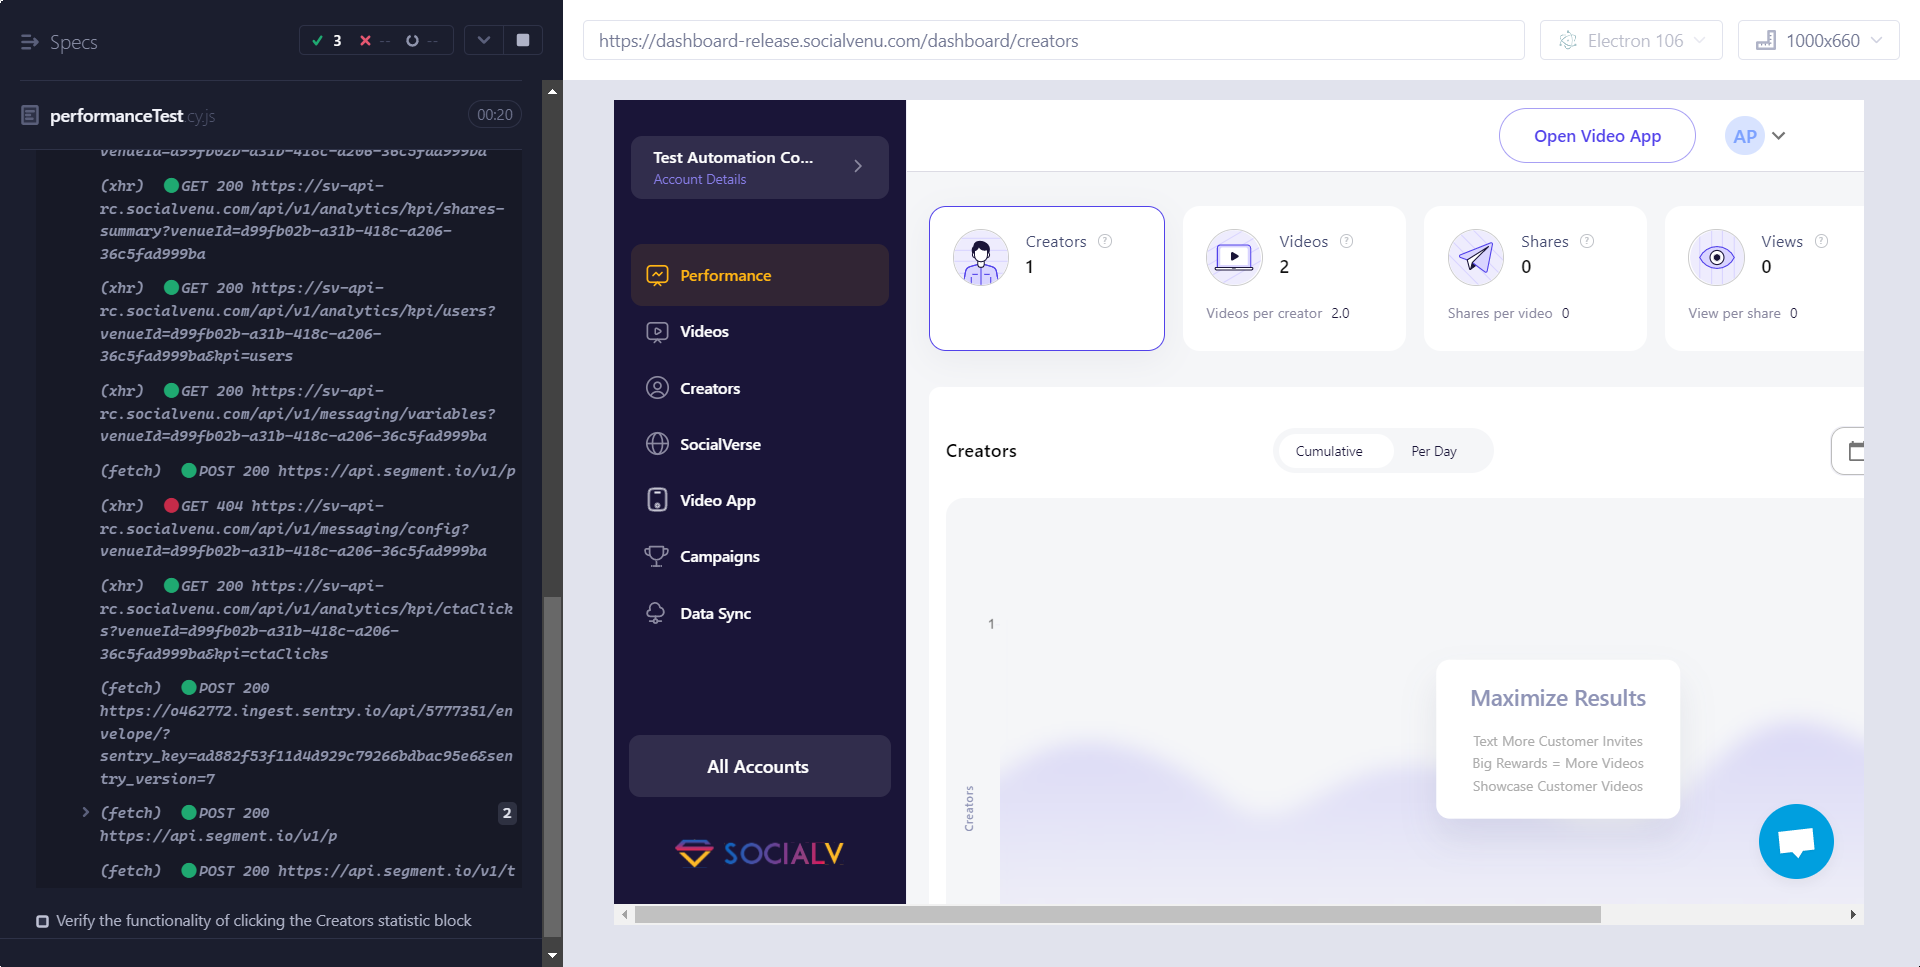 Specs
3
--
--
https://dashboard-release.socialvenu.com/dashboard/creators
Electron 106
1000x660
performanceTest.cy.js
00:20
venueId=d99fb02b-a31b-418c-a206-36c5fad999ba
(xhr) GET 200 https://sv-api-
rc.socialvenu.com/api/v1/analytics/kpi/shares-
summary?venueId=d99fb02b-a31b-418c-a206-
36c5fad999ba
(xhr) GET 200 https://sv-api-
rc.socialvenu.com/api/v1/analytics/kpi/users?
venueId=d99fb02b-a31b-418c-a206-
36c5fad999ba&kpi=users
(xhr) GET 200 https://sv-api-
rc.socialvenu.com/api/v1/messaging/variables?
venueId=d99fb02b-a31b-418c-a206-36c5fad999ba
(fetch) POST 200 https://api.segment.io/v1/p
(xhr) GET 404 https://sv-api-
rc.socialvenu.com/api/v1/messaging/config?
venueId=d99fb02b-a31b-418c-a206-36c5fad999ba
(xhr) GET 200 https://sv-api-
rc.socialvenu.com/api/v1/analytics/kpi/ctaClick
s?venueId=d99fb02b-a31b-418c-a206-
36c5fad999ba&kpi=ctaClicks
(fetch) POST 200
https://o462772.ingest.sentry.io/api/5777351/en
velope/?
sentry_key=ad882f53f11d4d929c79266bdbac95e6&sen
try_version=7
(fetch) POST 200
2
https://api.segment.io/v1/p
(fetch) POST 200 https://api.segment.io/v1/t
Verify the functionality of clicking the Creators statistic block
Test Automation Co...
Account Details
Performance
Videos
Creators
SocialVerse
Video App
Campaigns
Data Sync
All Accounts
SOCIALV
Open Video App
AP
Creators ?
1
Videos ?
2
Videos per creator 2.0
Shares ?
0
Shares per video 0
Views ?
0
View per share 0
Creators
Cumulative
Per Day
1
Creators
Maximize Results
Text More Customer Invites
Big Rewards = More Videos
Showcase Customer Videos